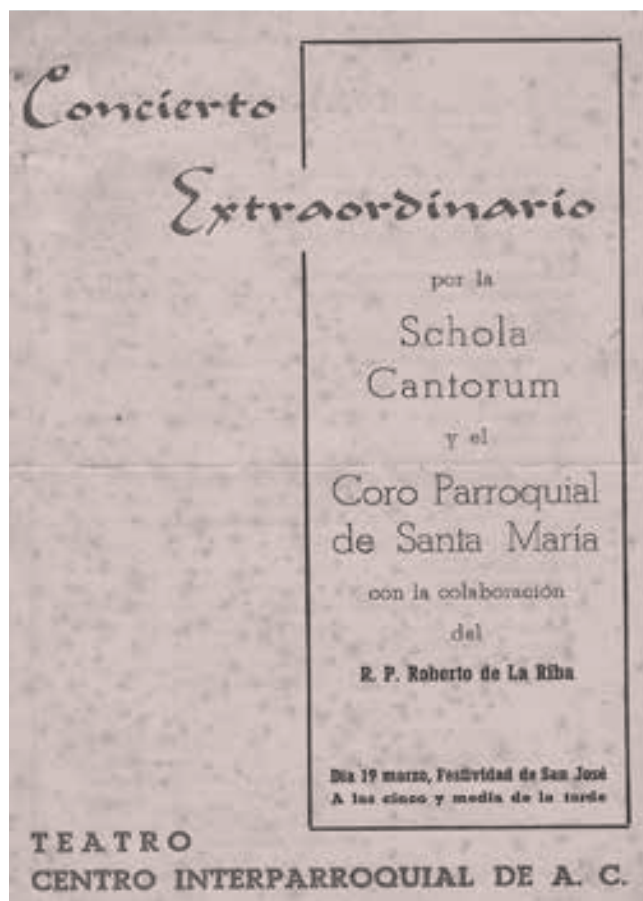 Concierto
Extraordinario
por la
Schola
Cantorum
y el
Coro Parroquial
de Santa María
con la colaboración
del
R. P. Roberto de La Riba
Dia 19 marzo, Festividad de San José
A las cinco y media de la tarde
TEATRO
CENTRO INTERPARROQUIAL DE A. C.